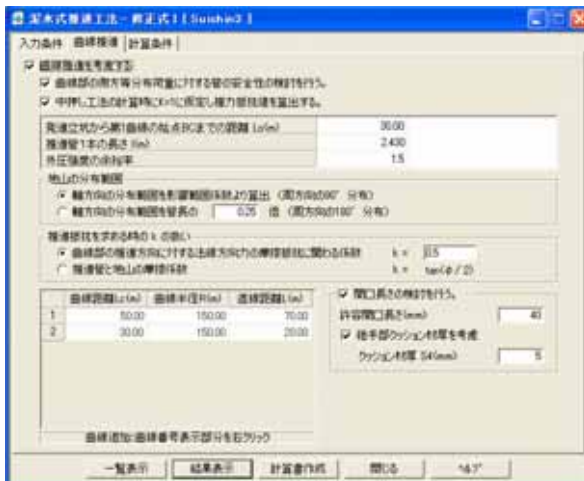 泥水式推進工法－修正式Ⅰ [ Suishin3 ]
入力条件 曲線推進 計算条件
曲線推進を考慮する
曲線部の側方等分布荷重に対する管の安全性の検討を行う。
中押し工法の計算時にK=1に仮定し推力抵抗値を算出する。
発進立坑から第1曲線の始点BCまでの距離 Lo(m) 30.00
推進管1本の長さ l(m) 2.430
外圧強度の余裕率 1.5
地山の分布範囲
軸方向の分布範囲を影響範囲係数より算出 (周方向の90° 分布)
軸方向の分布範囲を管長の 0.25 倍 (周方向の180° 分布)
推進抵抗を求める時の k の扱い
曲線部の推進方向に対する法線方向力の摩擦抵抗に関わる係数 k = 0.5
推進管と地山の摩擦係数 k = tan(φ / 2)
曲線距離Lc(m) 曲線半径R(m) 直線距離L(m)
1 50.00 150.00 70.00
2 30.00 150.00 20.00
開口長さの検討を行う。
許容開口長さ(mm) 40
継手部クッション材厚を考慮
クッション材厚 S4(mm) 5
曲線追加:曲線番号表示部分を右クリック
一覧表示 結果表示 計算書作成 閉じる ヘルプ